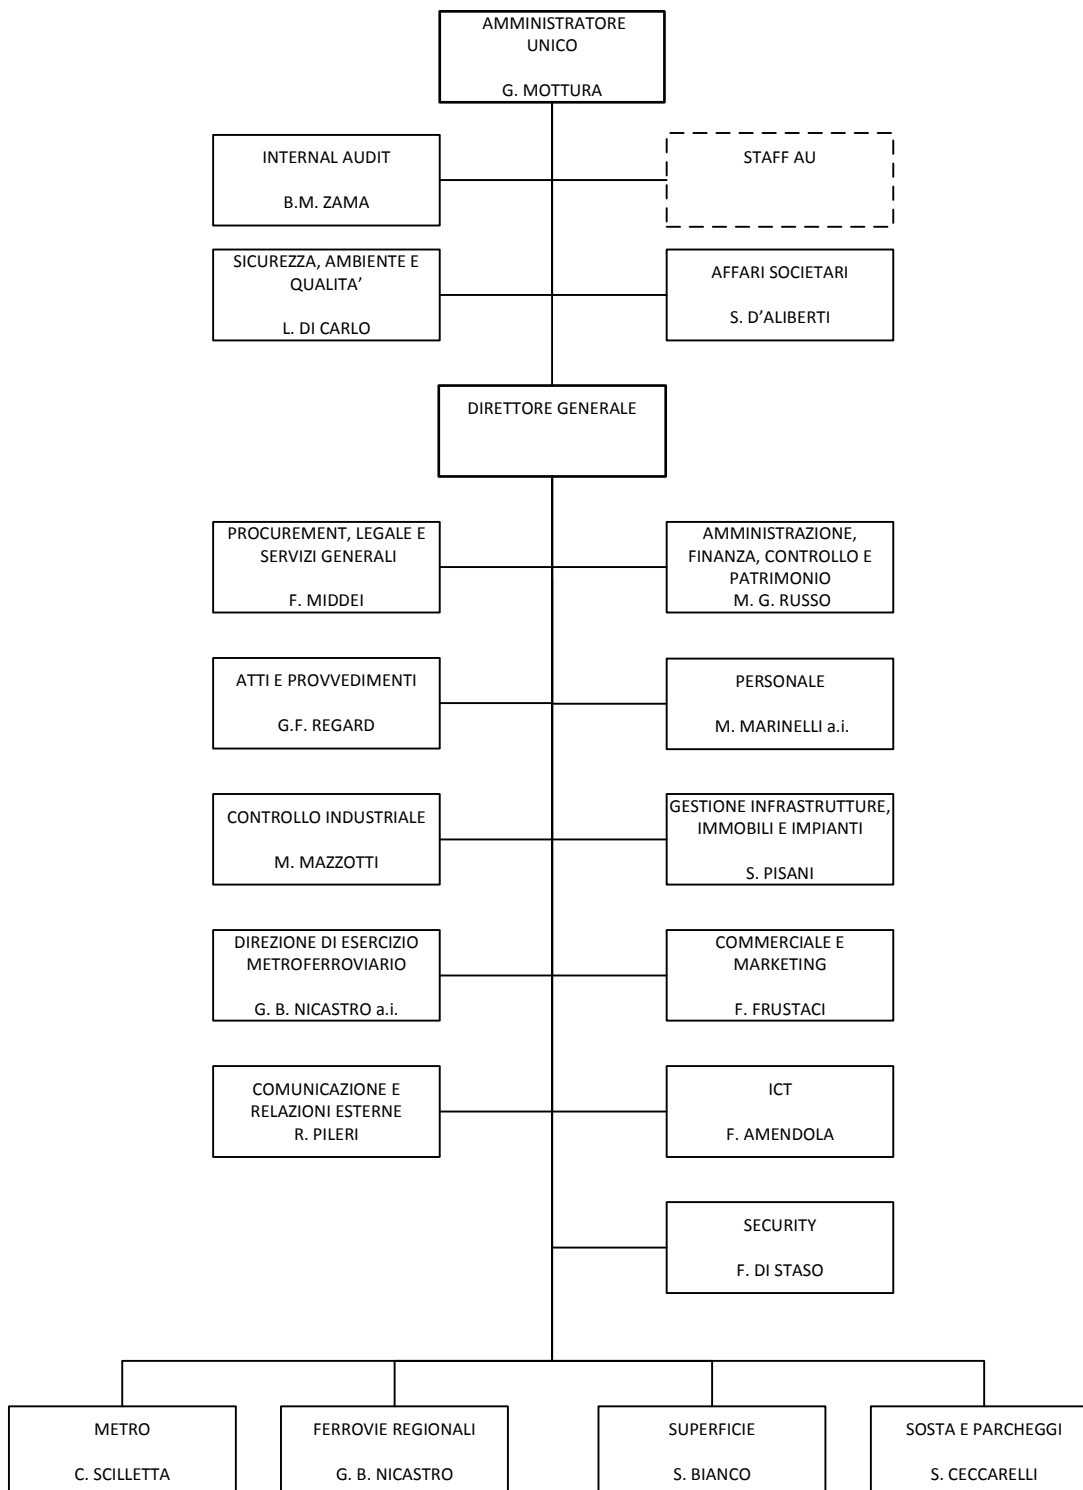 AMMINISTRATORE
UNICO
G. MOTTURA
INTERNAL AUDIT
B.M. ZAMA
STAFF AU
SICUREZZA, AMBIENTE E
QUALITA’
L. DI CARLO
AFFARI SOCIETARI
S. D’ALIBERTI
DIRETTORE GENERALE
PROCUREMENT, LEGALE E
SERVIZI GENERALI
F. MIDDEI
AMMINISTRAZIONE,
FINANZA, CONTROLLO E
PATRIMONIO
M. G. RUSSO
ATTI E PROVVEDIMENTI
G.F. REGARD
PERSONALE
M. MARINELLI a.i.
CONTROLLO INDUSTRIALE
M. MAZZOTTI
GESTIONE INFRASTRUTTURE,
IMMOBILI E IMPIANTI
S. PISANI
DIREZIONE DI ESERCIZIO
METROFERROVIARIO
G. B. NICASTRO a.i.
COMMERCIALE E
MARKETING
F. FRUSTACI
COMUNICAZIONE E
RELAZIONI ESTERNE
R. PILERI
ICT
F. AMENDOLA
SECURITY
F. DI STASO
METRO
C. SCILLETTA
FERROVIE REGIONALI
G. B. NICASTRO
SUPERFICIE
S. BIANCO
SOSTA E PARCHEGGI
S. CECCARELLI